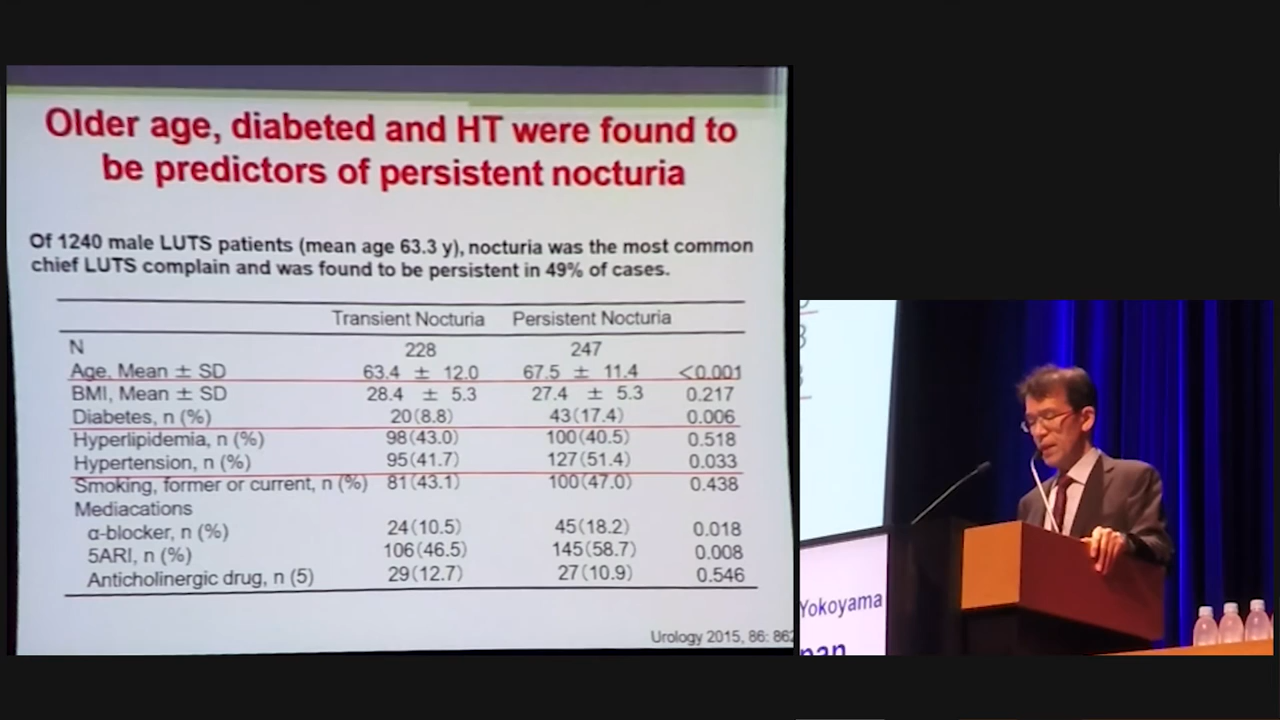 Older age, diabeted and HT were found to
be predictors of persistent nocturia
Of 1240 male LUTS patients (mean age 63.3 y), nocturia was the most common
chief LUTS complain and was found to be persistent in 49% of cases.
Transient Nocturia Persistent Nocturia
N 228 247
Age, Mean ± SD 63.4 ± 12.0 67.5 ± 11.4 <0.001
BMI, Mean ± SD 28.4 ± 5.3 27.4 ± 5.3 0.217
Diabetes, n (%) 20(8.8) 43(17.4) 0.006
Hyperlipidemia, n (%) 98(43.0) 100(40.5) 0.518
Hypertension, n (%) 95(41.7) 127(51.4) 0.033
Smoking, former or current, n (%) 81(43.1) 100(47.0) 0.438
Mediacations
α-blocker, n (%) 24(10.5) 45(18.2) 0.018
5ARI, n (%) 106(46.5) 145(58.7) 0.008
Anticholinergic drug, n (5) 29(12.7) 27(10.9) 0.546
Urology 2015, 86: 862
Yokoyama